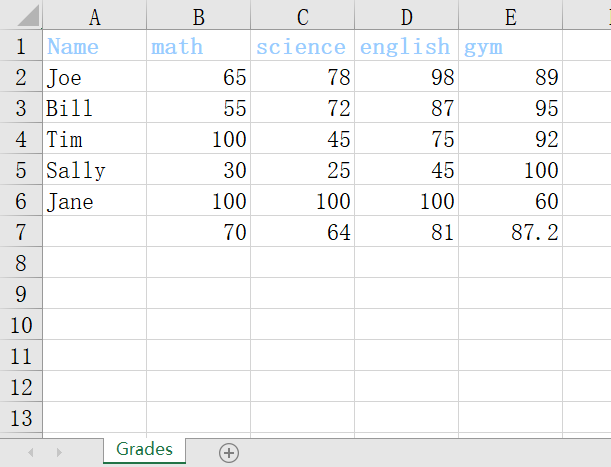 A B C D E
1 Name math science english gym
2 Joe 65 78 98 89
3 Bill 55 72 87 95
4 Tim 100 45 75 92
5 Sally 30 25 45 100
6 Jane 100 100 100 60
7 70 64 81 87.2
8
9
10
11
12
13
Grades